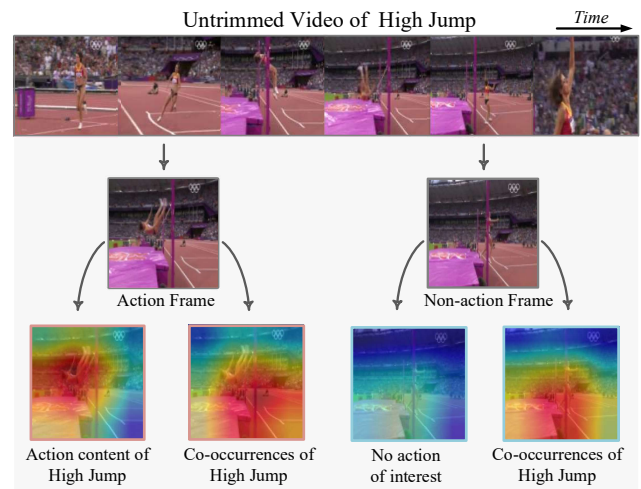 Untrimmed Video of High Jump
Time
Action Frame
Non-action Frame
Action content of
High Jump
Co-occurrences of
High Jump
No action
of interest
Co-occurrences of
High Jump